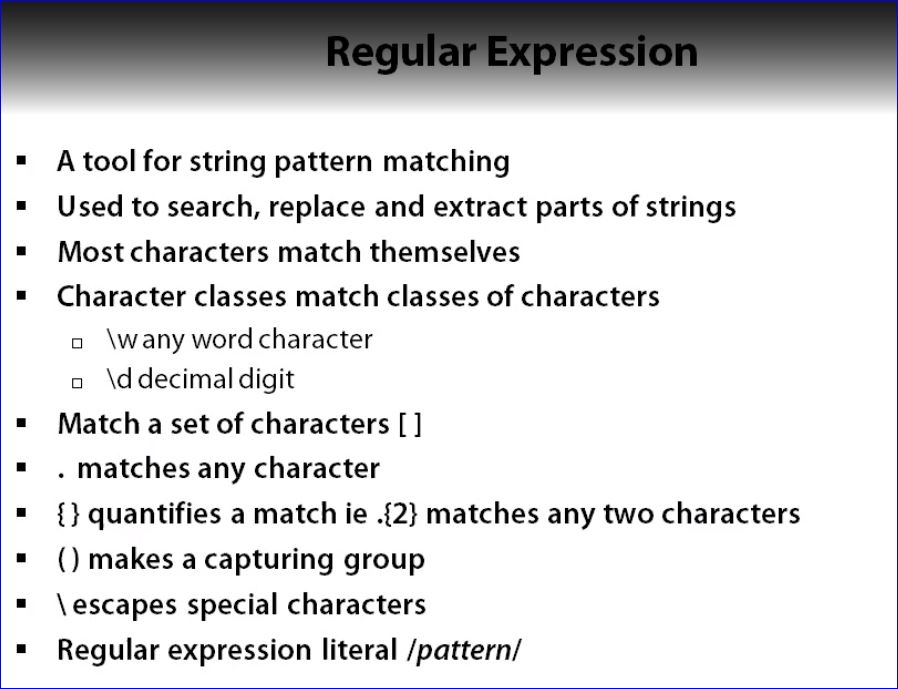 Regular Expression
▪ A tool for string pattern matching
▪ Used to search, replace and extract parts of strings
▪ Most characters match themselves
▪ Character classes match classes of characters
□ \w any word character
□ \d decimal digit
▪ Match a set of characters [ ]
▪ . matches any character
▪ { } quantifies a match ie .{2} matches any two characters
▪ ( ) makes a capturing group
▪ \ escapes special characters
▪ Regular expression literal /pattern/